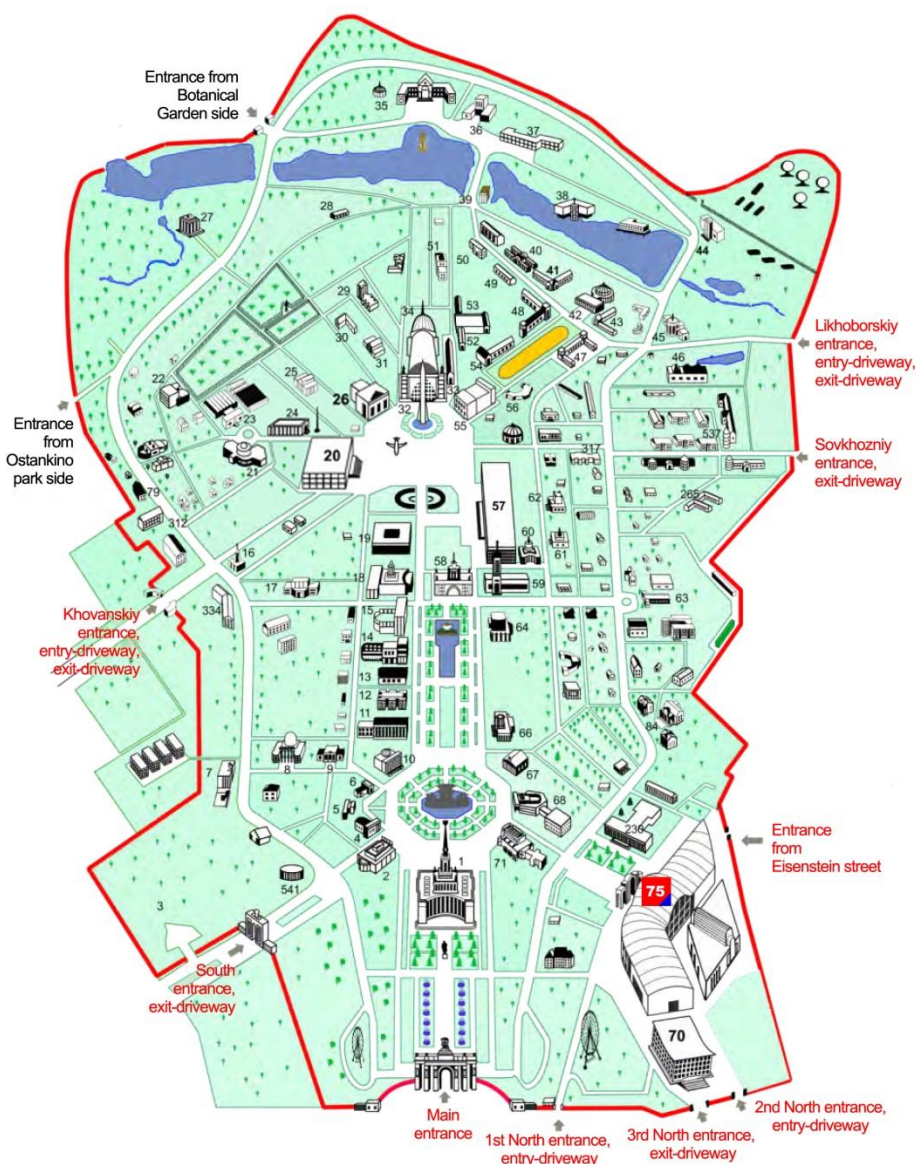 Entrance from
Botanical
Garden side
35
36
37
27
28
38
39
44
51
50
40
49
41
29
34
53
48
42
43
45
30
52
47
46
31
54
Likhoborskiy
entrance,
entry-driveway,
exit-driveway
22
25
26
33
32
55
56
Entrance
from
Ostankino
park side
23
24
537
20
21
317
Sovkhozniy
entrance,
exit-driveway
79
57
62
265
312
19
60
61
16
58
17
18
59
Khovanskiy
entrance,
entry-driveway,
exit-driveway
334
15
64
63
14
13
12
11
66
84
7
8
9
10
67
6
5
68
4
230
Entrance
from
Eisenstein street
2
1
71
541
75
3
South
entrance,
exit-driveway
70
Main
entrance
1st North entrance,
entry-driveway
3rd North entrance,
exit-driveway
2nd North entrance,
entry-driveway